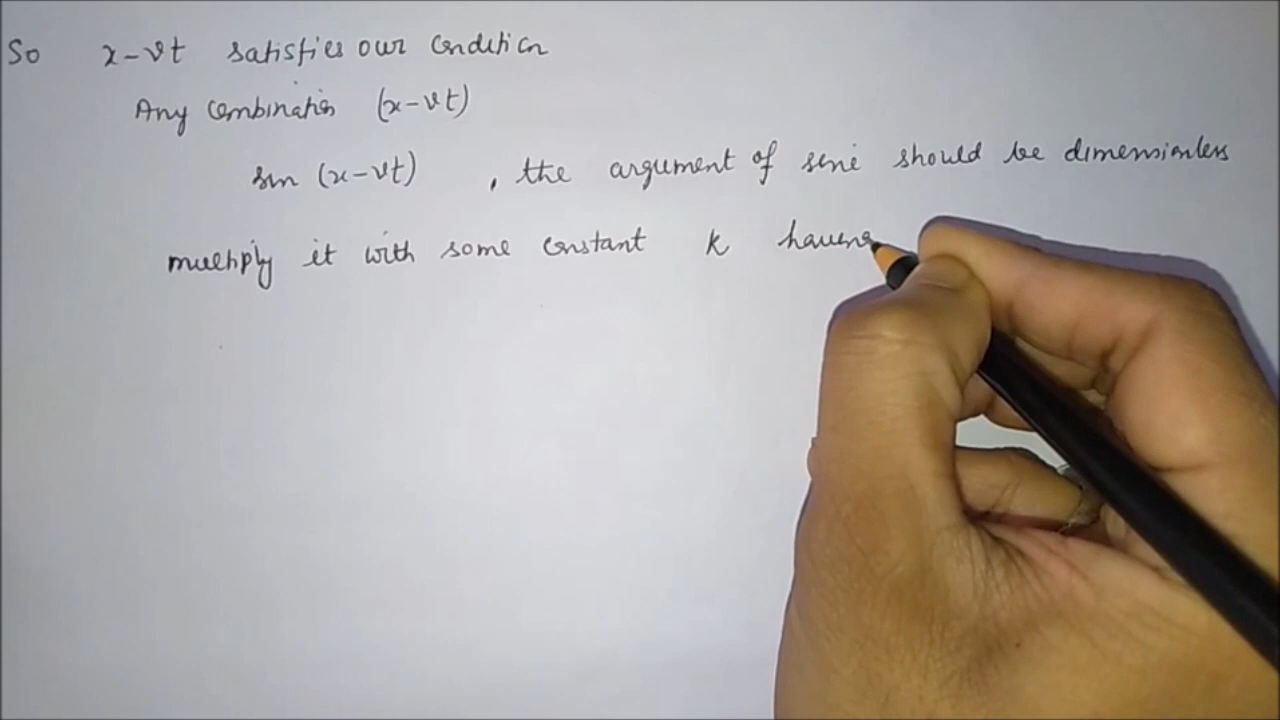 So x-vt satisfies our condition
Any combination (x-vt)
sin (x-vt) , the argument of sine should be dimensionless
multiply it with some constant k having